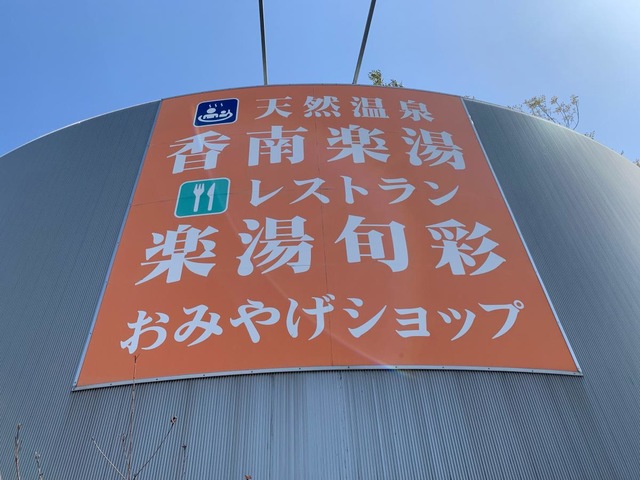 天然温泉
香南楽湯
レストラン
楽湯旬彩
おみやげショップ